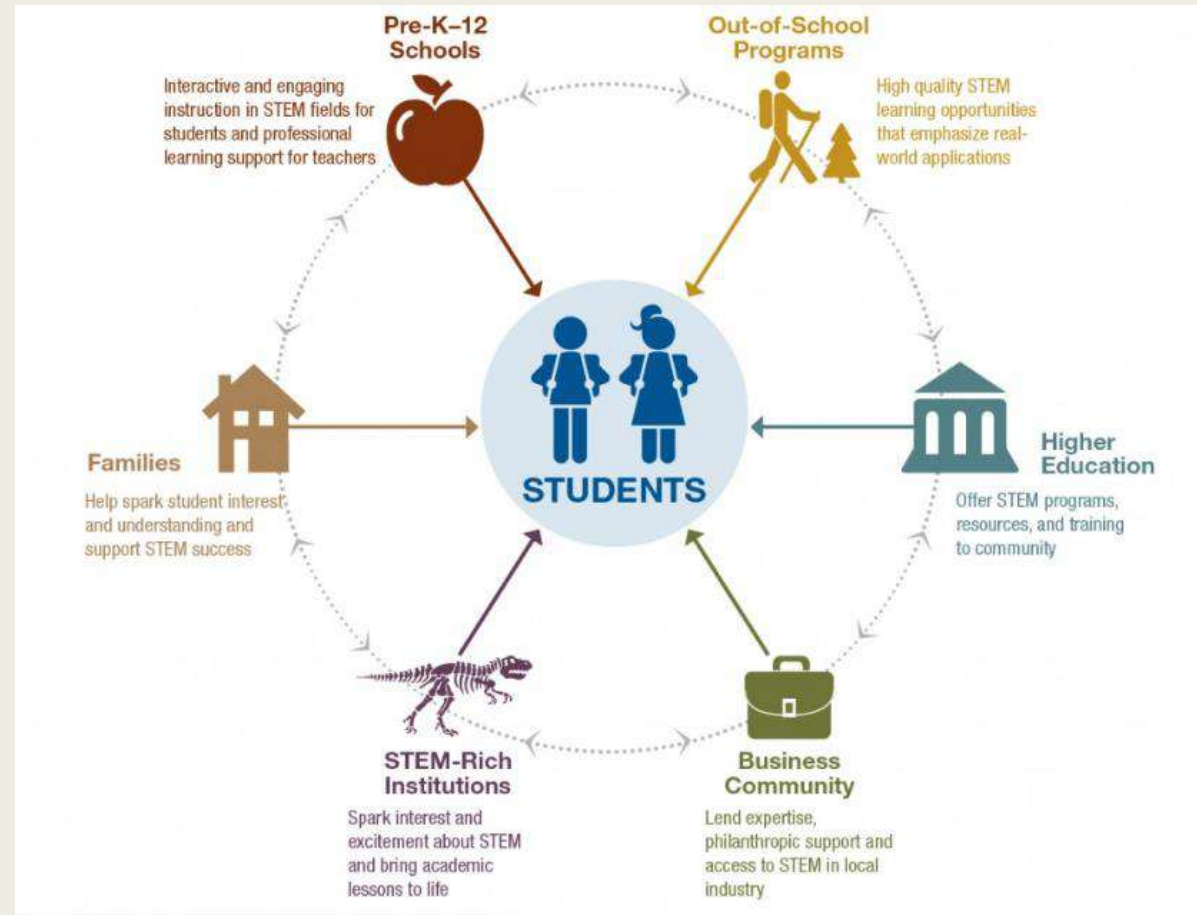 Pre-K–12
Schools
Interactive and engaging
instruction in STEM fields for
students and professional
learning support for teachers
Out-of-School
Programs
High quality STEM
learning opportunities
that emphasize real-
world applications
Families
Help spark student interest
and understanding and
support STEM success
STUDENTS
Higher
Education
Offer STEM programs,
resources, and training
to community
STEM-Rich
Institutions
Spark interest and
excitement about STEM
and bring academic
lessons to life
Business
Community
Lend expertise,
philanthropic support and
access to STEM in local
industry